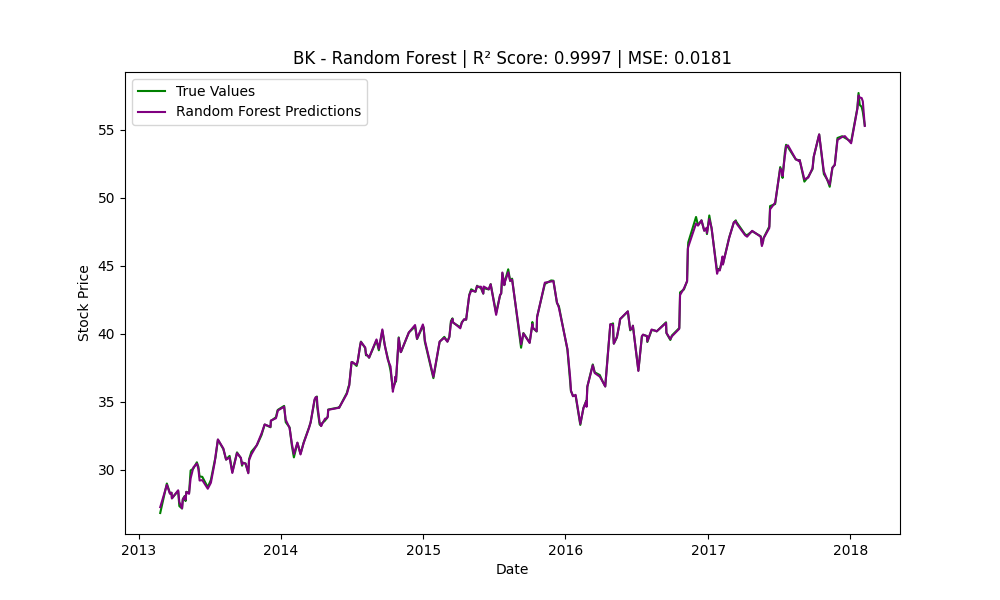 BK - Random Forest | R² Score: 0.9997 | MSE: 0.0181
True Values
Random Forest Predictions
Stock Price
55
50
45
40
35
30
2013
2014
2015
2016
2017
2018
Date